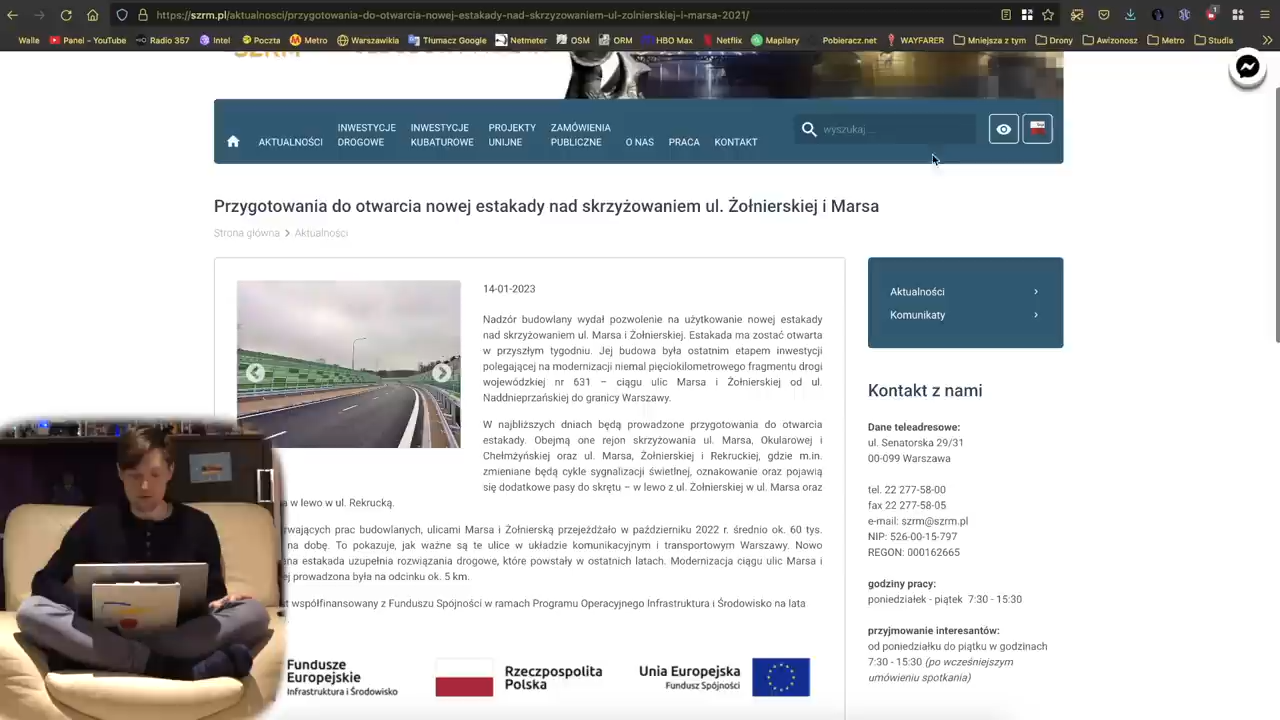 https://szrm.pl/aktualnosci/przygotowania-do-otwarcia-nowej-estakady-nad-skrzyzowaniem-ul-zolnierskiej-i-marsa-2021/
Walle Panel - YouTube Radio 357 Intel Poczta Metro Warszawikia Tłumacz Google Netmeter OSM ORM HBO Max Netflix Mapilary Pobieracz.net WAYFARER Mniejsza z tym Drony Awizonosz Metro Studia
SZRM
AKTUALNOŚCI INWESTYCJE DROGOWE INWESTYCJE KUBATUROWE PROJEKTY UNIJNE ZAMÓWIENIA PUBLICZNE O NAS PRACA KONTAKT wyszukaj ...
Przygotowania do otwarcia nowej estakady nad skrzyżowaniem ul. Żołnierskiej i Marsa
Strona główna > Aktualności
14-01-2023
Nadzór budowlany wydał pozwolenie na użytkowanie nowej estakady
nad skrzyżowaniem ul. Marsa i Żołnierskiej. Estakada ma zostać otwarta
w przyszłym tygodniu. Jej budowa była ostatnim etapem inwestycji
polegającej na modernizacji niemal pięciokilometrowego fragmentu drogi
wojewódzkiej nr 631 – ciągu ulic Marsa i Żołnierskiej od ul.
Naddnieprzańskiej do granicy Warszawy.
W najbliższych dniach będą prowadzone przygotowania do otwarcia
estakady. Obejmą one rejon skrzyżowania ul. Marsa, Okularowej i
Chełmżyńskiej oraz ul. Marsa, Żołnierskiej i Rekruckiej, gdzie m.in.
zmieniane będą cykle sygnalizacji świetlnej, oznakowanie oraz pojawią
się dodatkowe pasy do skrętu – w lewo z ul. Żołnierskiej w ul. Marsa oraz
w lewo w ul. Rekrucką.
rwających prac budowlanych, ulicami Marsa i Żołnierską przejeżdżało w październiku 2022 r. średnio ok. 60 tys.
na dobę. To pokazuje, jak ważne są te ulice w układzie komunikacyjnym i transportowym Warszawy. Nowo
ena estakada uzupełnia rozwiązania drogowe, które powstały w ostatnich latach. Modernizacja ciągu ulic Marsa i
ej prowadzona była na odcinku ok. 5 km.
t współfinansowany z Funduszu Spójności w ramach Programu Operacyjnego Infrastruktura i Środowisko na lata
Fundusze Europejskie
Infrastruktura i Środowisko
Rzeczpospolita Polska
Unia Europejska
Fundusz Spójności
Aktualności
Komunikaty
Kontakt z nami
Dane teleadresowe:
ul. Senatorska 29/31
00-099 Warszawa
tel. 22 277-58-00
fax 22 277-58-05
e-mail: szrm@szrm.pl
NIP: 526-00-15-797
REGON: 000162665
godziny pracy:
poniedziałek - piątek 7:30 - 15:30
przyjmowanie interesantów:
od poniedziałku do piątku w godzinach
7:30 - 15:30 (po wcześniejszym
umówieniu spotkania)